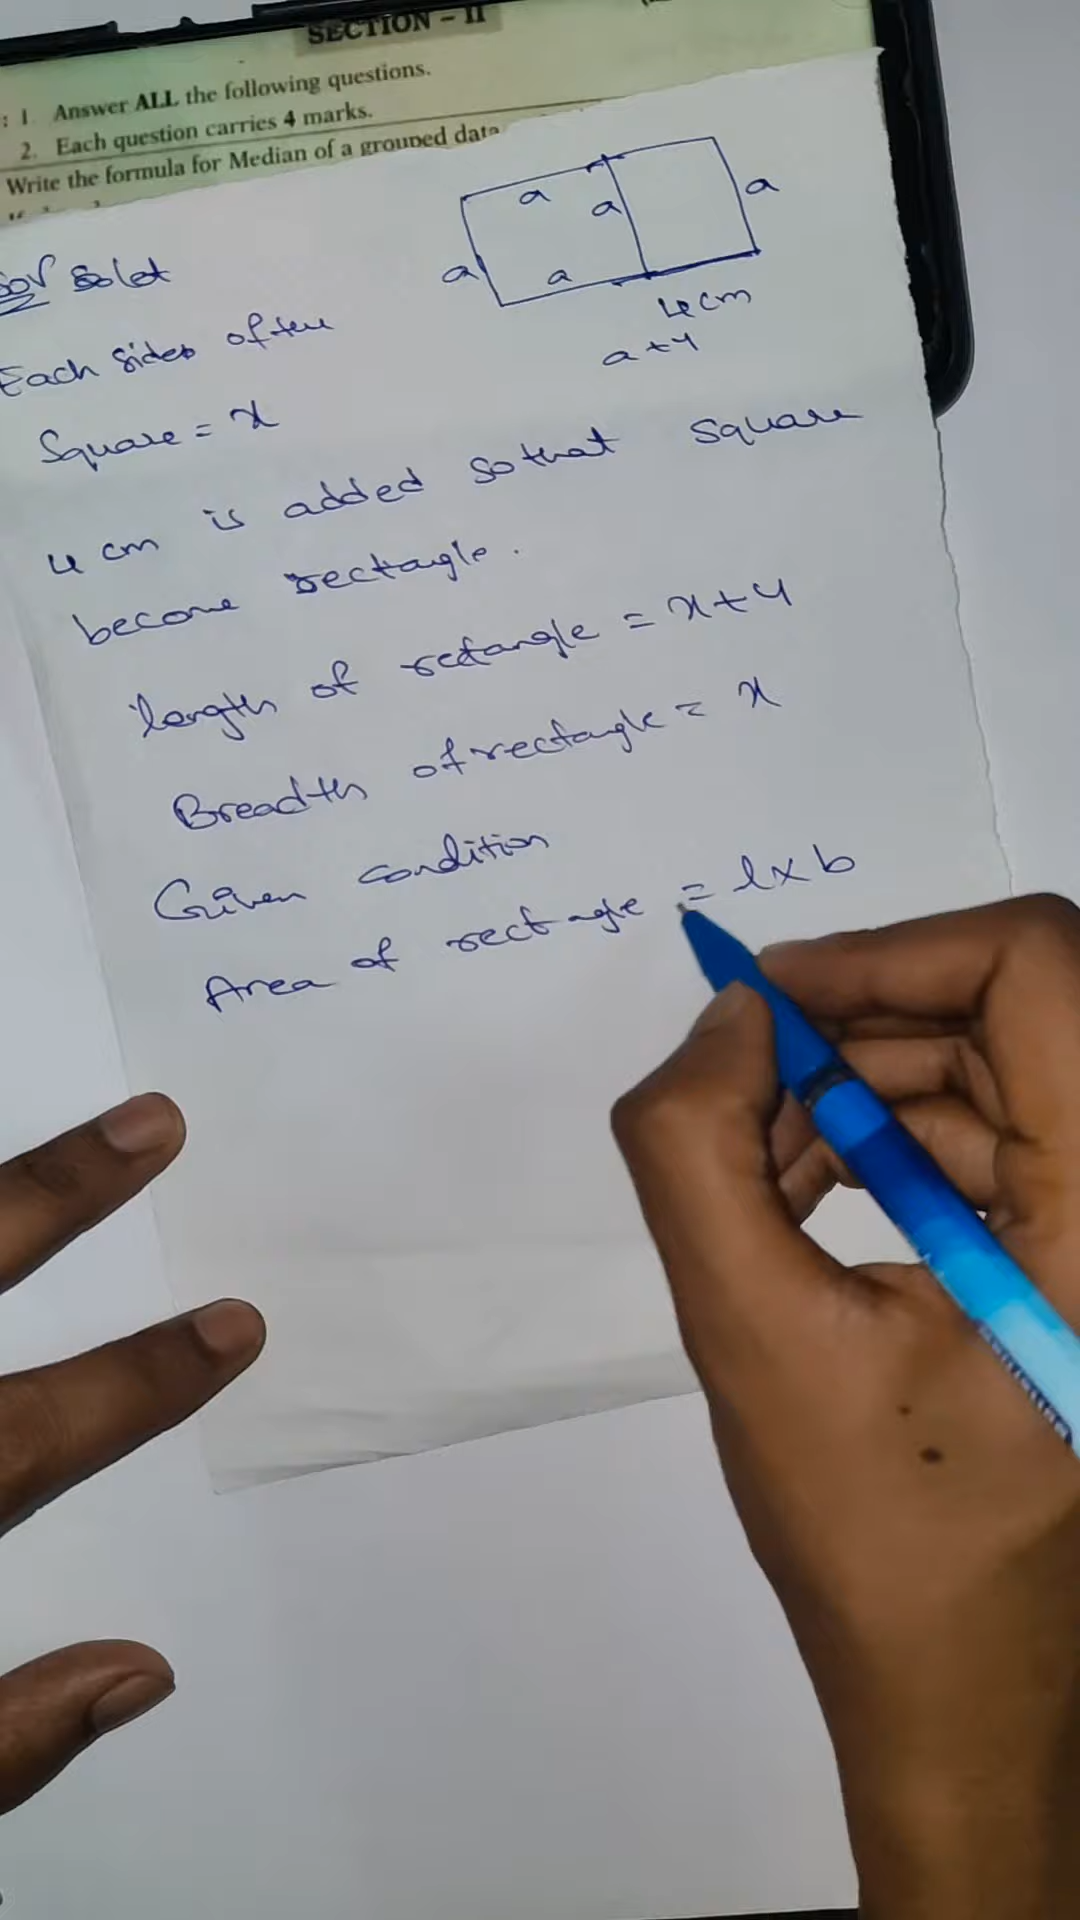 SECTION – II
: 1. Answer ALL the following questions.
2. Each question carries 4 marks.
Write the formula for Median of a grouped data
a
a
a
a
a
4cm
a+4
Sol let
Each sides of the
Square = x
4 cm is added so that square
become rectangle.
length of rectangle = x+4
Breadth of rectangle = x
Given condition
Area of rectangle = l×b